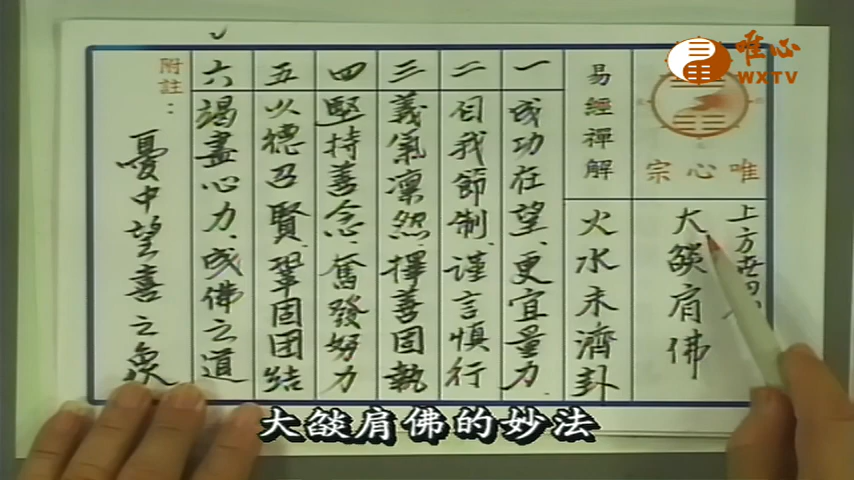 唯心
WXTV
唯心宗
上方世界
大燄肩佛
易經禪解
火水未濟卦
一 成功在望、更宜量力
二 自我節制、謹言慎行
三 義氣凜然、擇善固執
四 堅持善念、奮發努力
五 以德召賢、鞏固團結
六 竭盡心力、成佛之道
附註：
憂中望喜之象
大燄肩佛的妙法